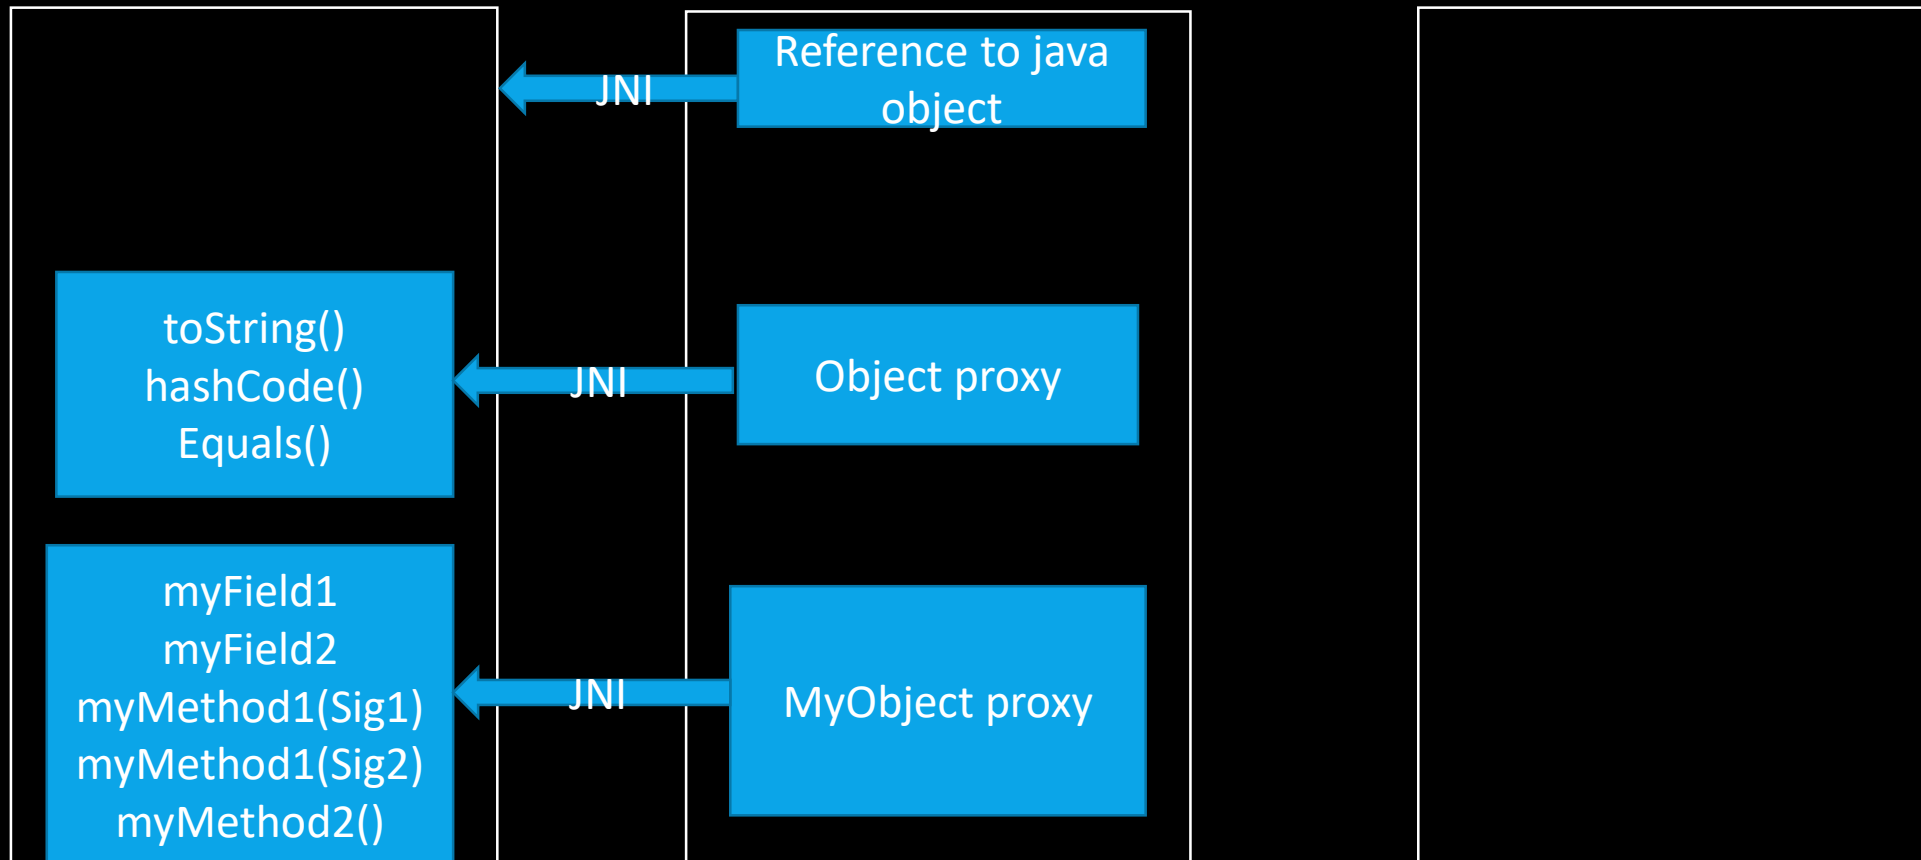 JNI
Reference to java
object
toString()
hashCode()
Equals()
JNI
Object proxy
myField1
myField2
myMethod1(Sig1)
myMethod1(Sig2)
myMethod2()
JNI
MyObject proxy